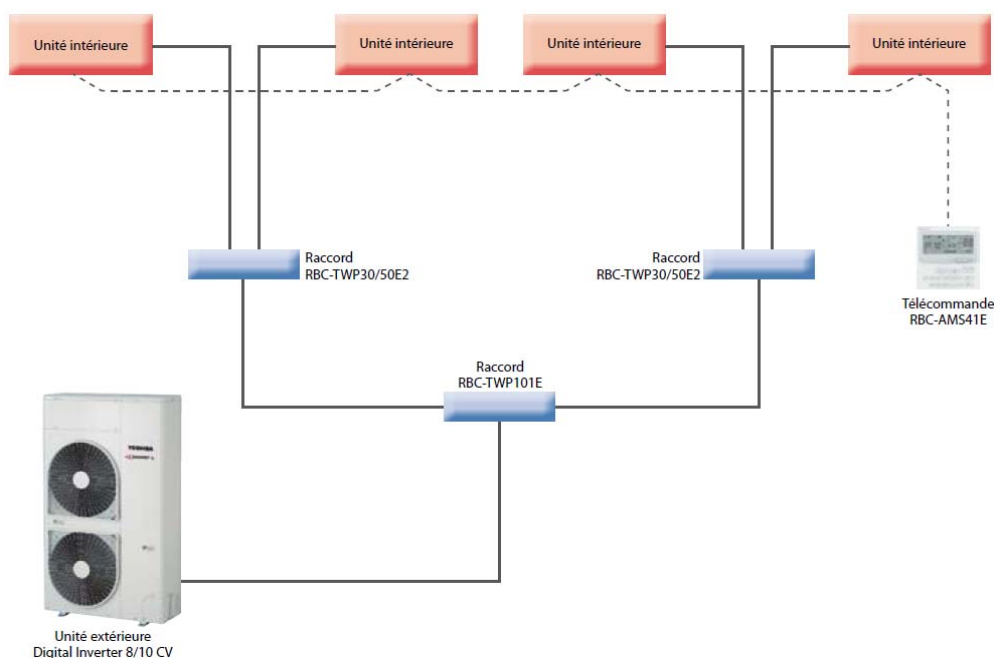 Unité intérieure
Unité intérieure
Unité intérieure
Unité intérieure
Raccord
RBC-TWP30/50E2
Raccord
RBC-TWP30/50E2
Télécommande
RBC-AMS41E
Raccord
RBC-TWP101E
TOSHIBA
Unité extérieure
Digital Inverter 8/10 CV